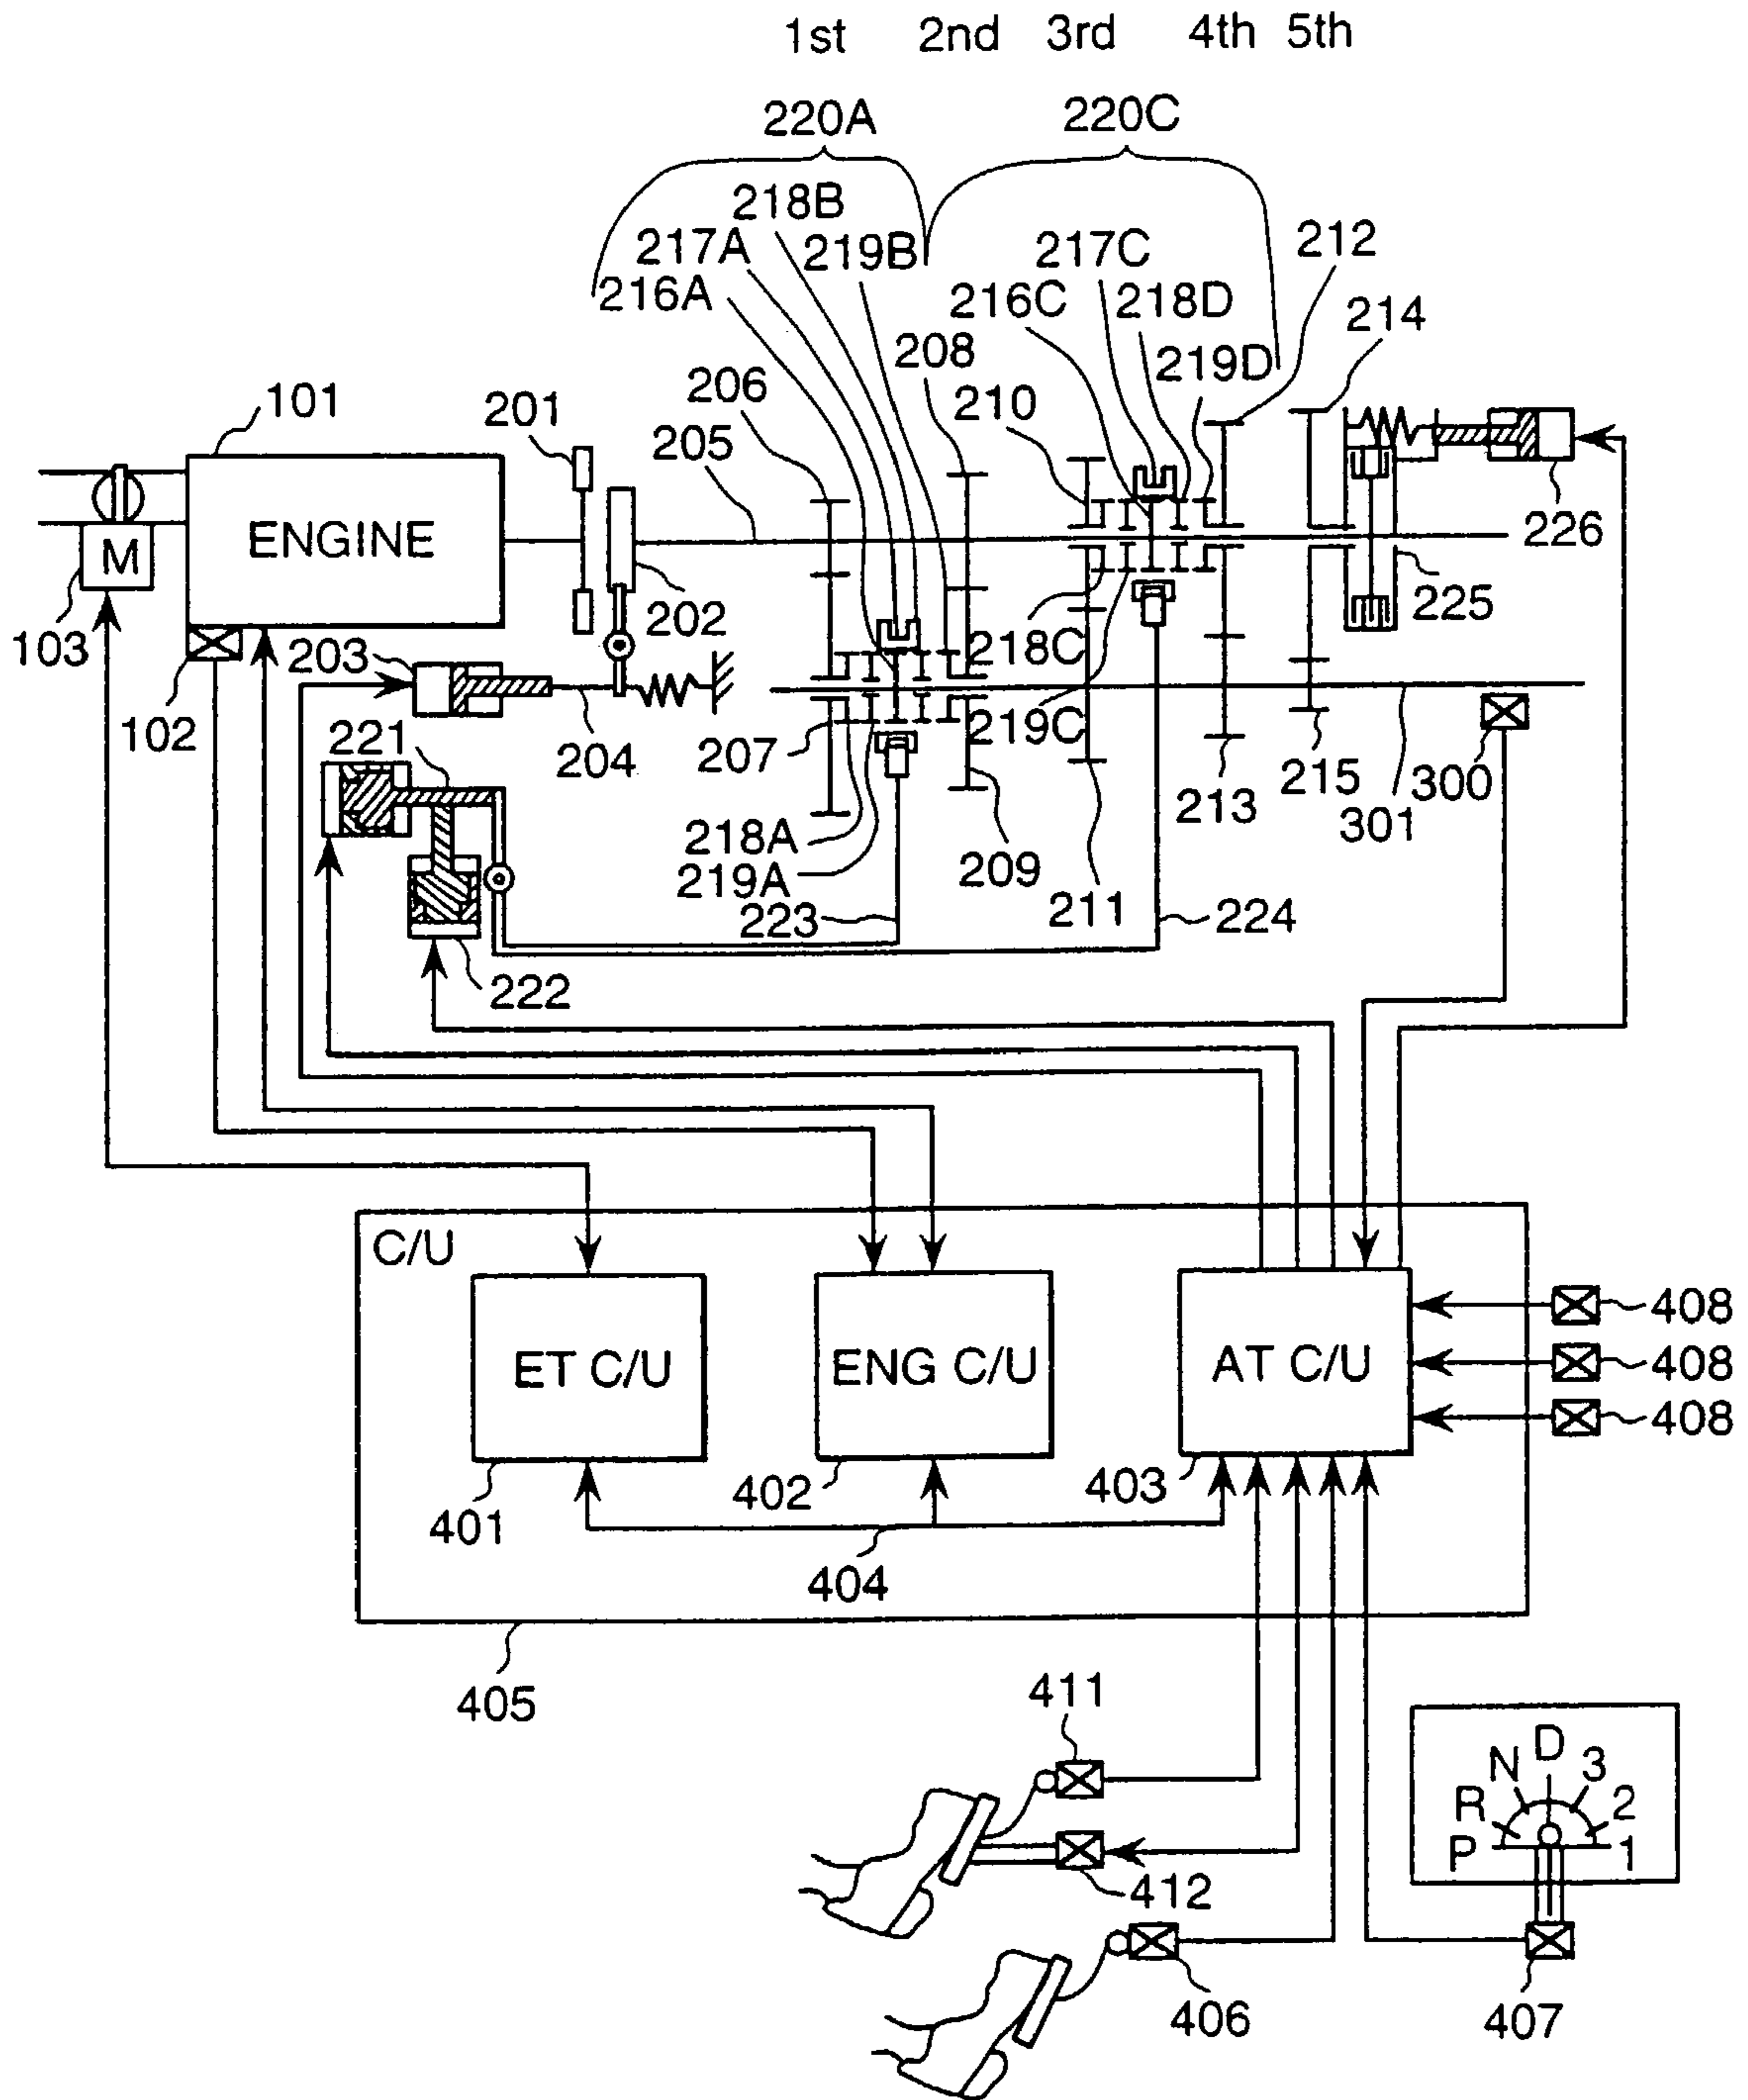 1st 2nd 3rd 4th 5th
220A 220C
218B
217A 219B 217C 212
216A 216C 218D 214
208 219D
206 210
101 201 205
ENGINE
M
202 226
103 203 218C 225
102 204 207 219C 300
221 213 215 301
218A
219A 209
223 211 224
222
C/U
408
ET C/U ENG C/U AT C/U 408
408
401 402 403
404
405
411
D
N 3
R 2
P 1
412
406 407